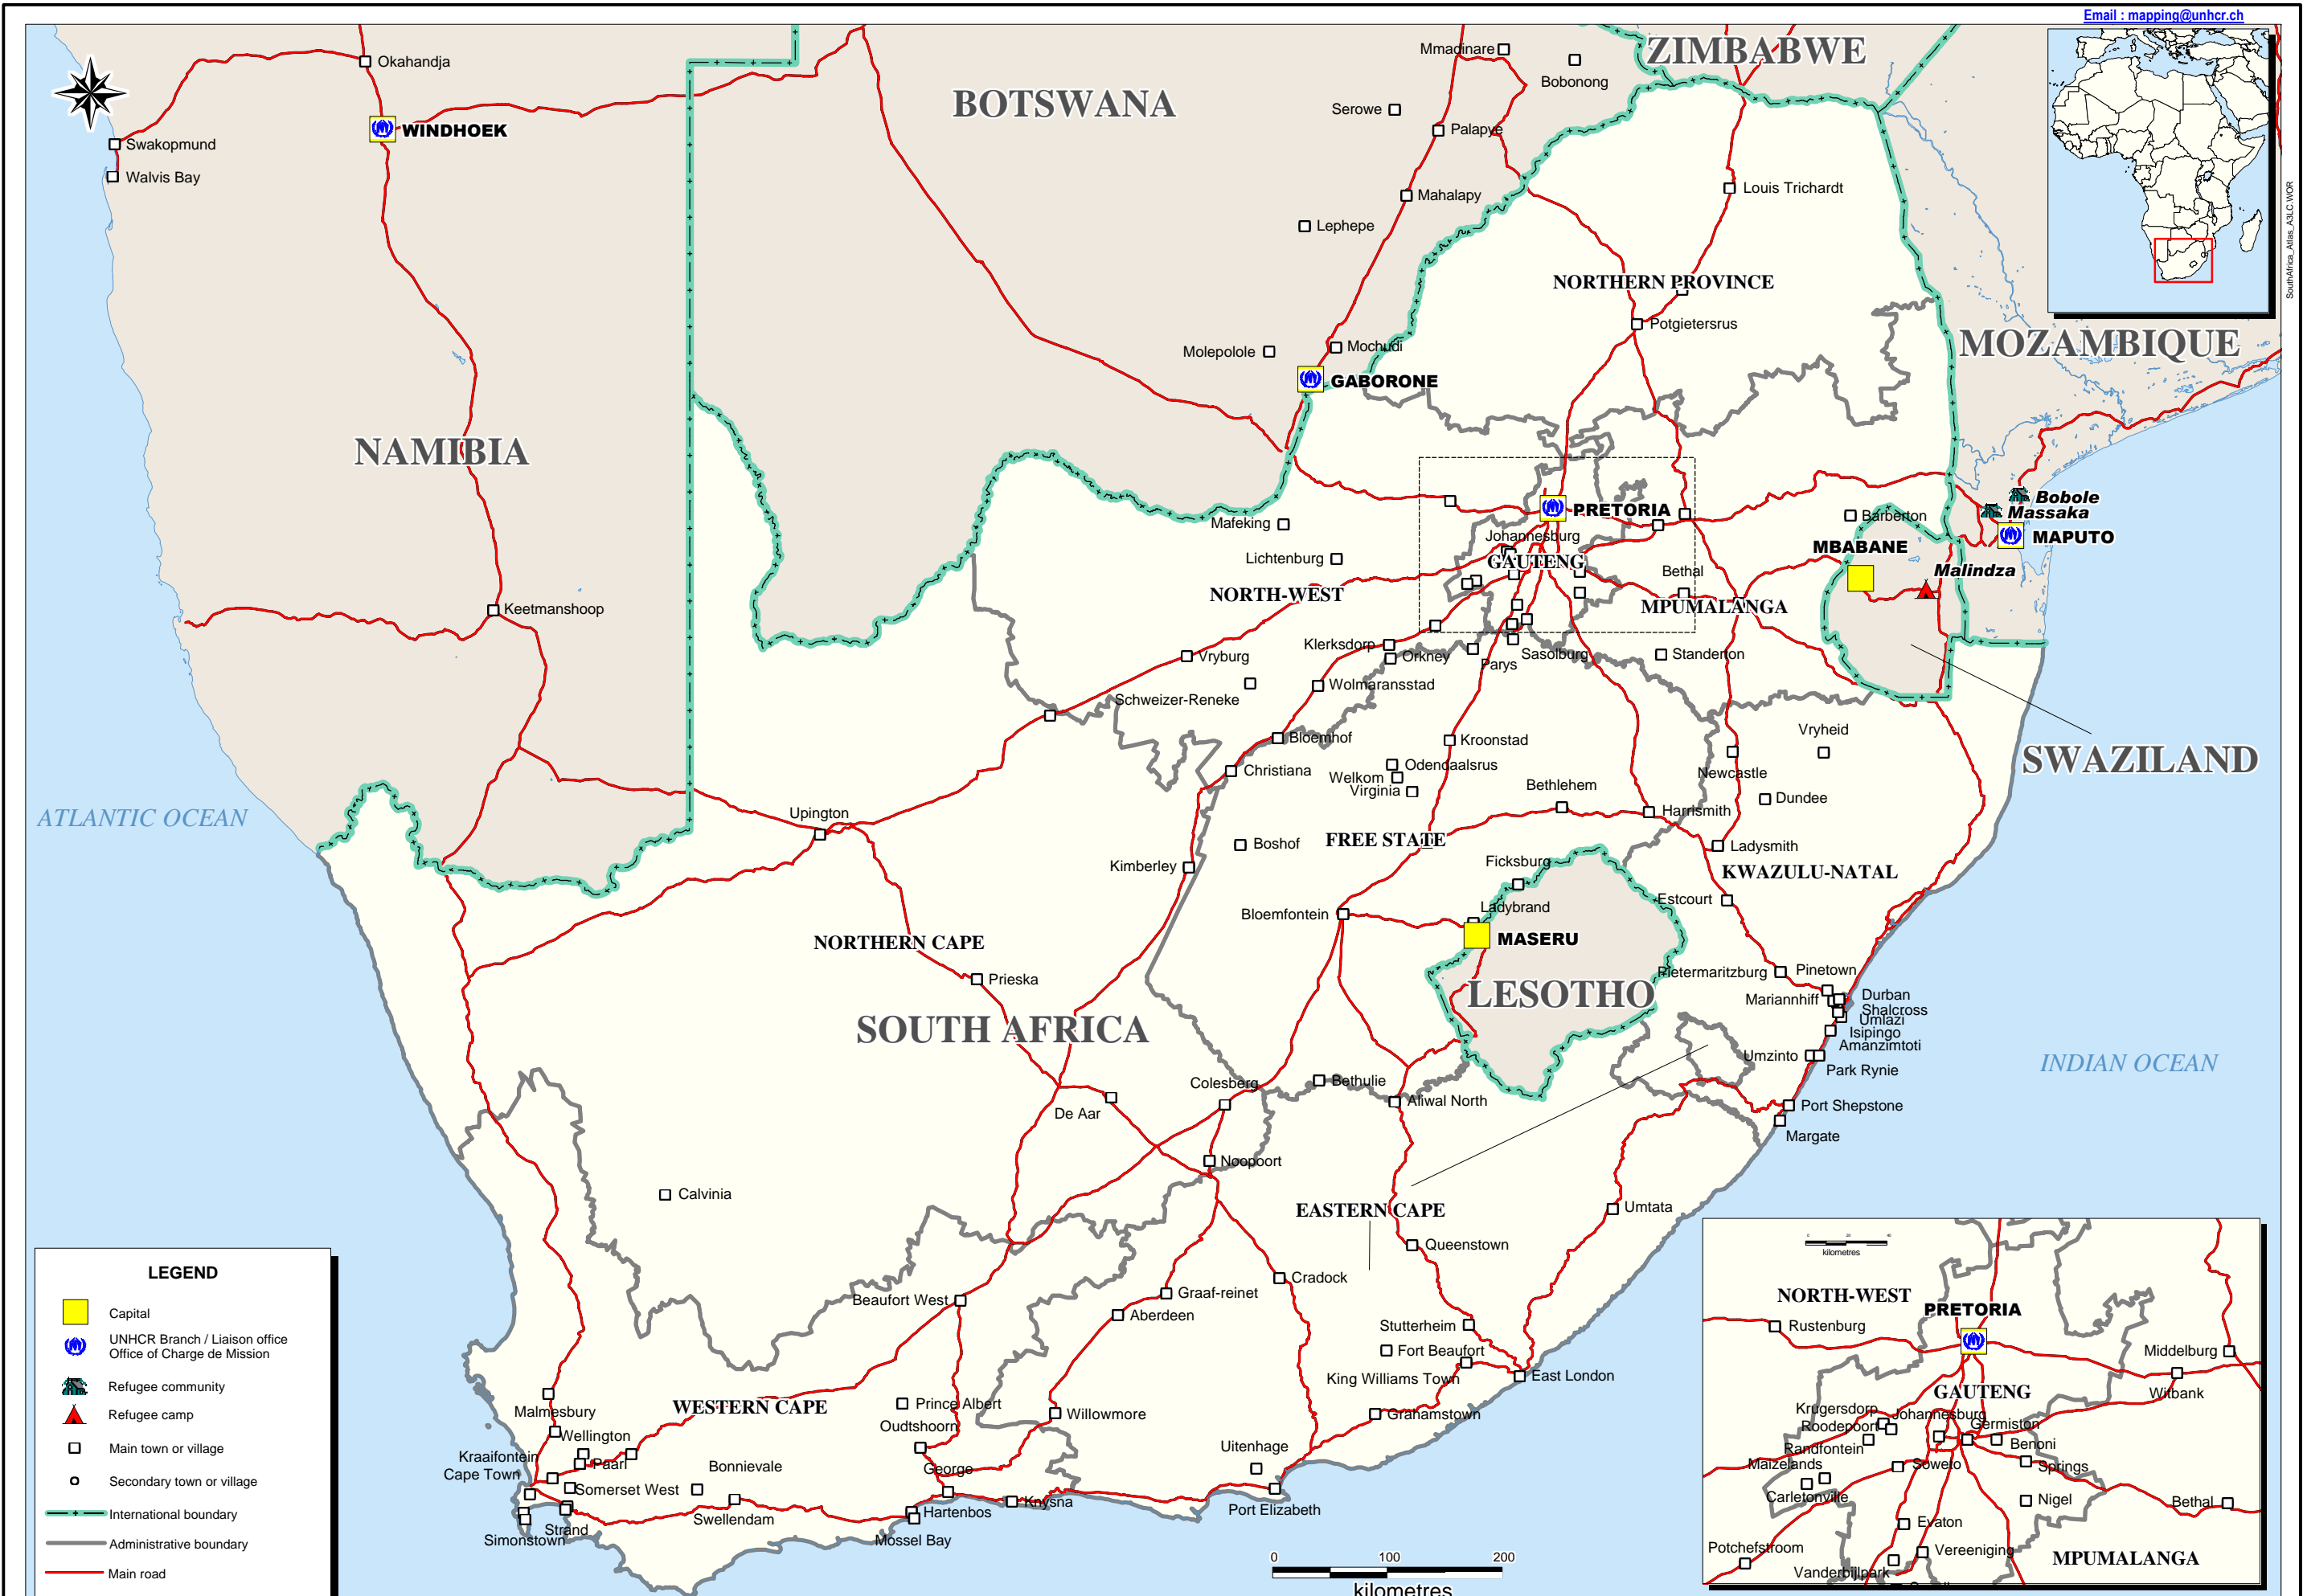 Email : mapping@unhcr.ch
SouthAfrica_Atlas_A3LC.WOR
ZIMBABWE
BOTSWANA
NAMIBIA
MOZAMBIQUE
SWAZILAND
LESOTHO
SOUTH AFRICA
ATLANTIC OCEAN
INDIAN OCEAN
Okahandja
WINDHOEK
Swakopmund
Walvis Bay
Keetmanshoop
Mmadinare
Bobonong
Serowe
Palapye
Mahalapy
Lephepe
Molepolole
Mochudi
GABORONE
Louis Trichardt
NORTHERN PROVINCE
Potgietersrus
Mafeking
Lichtenburg
PRETORIA
Johannesburg
GAUTENG
NORTH-WEST
Bethal
MPUMALANGA
Barberton
MBABANE
Malindza
Bobole
Massaka
MAPUTO
Klerksdorp
Orkney
Parys
Sasolburg
Standerton
Vryburg
Wolmaransstad
Schweizer-Reneke
Bloemhof
Christiana
Kroonstad
Odendaalsrus
Welkom
Virginia
Bethlehem
Harrismith
Newcastle
Vryheid
Dundee
Ladysmith
KWAZULU-NATAL
Upington
Boshof
FREE STATE
Kimberley
Ficksburg
Ladybrand
Bloemfontein
MASERU
Estcourt
NORTHERN CAPE
Prieska
Pietermaritzburg
Pinetown
Mariannhiff
Durban
Shalcross
Umlazi
Isipingo
Amanzimtoti
Umzinto
Park Rynie
Port Shepstone
Margate
Colesberg
Bethulie
Aliwal North
De Aar
Noopoort
Calvinia
EASTERN CAPE
Umtata
Queenstown
Cradock
Graaf-reinet
Aberdeen
Beaufort West
Stutterheim
Fort Beaufort
King Williams Town
East London
Grahamstown
WESTERN CAPE
Prince Albert
Oudtshoorn
Willowmore
Malmesbury
Wellington
Kraaifontein
Paarl
Cape Town
Somerset West
Bonnievale
George
Uitenhage
Knysna
Port Elizabeth
Hartenbos
Swellendam
Strand
Simonstown
Mossel Bay
LEGEND
Capital
UNHCR Branch / Liaison office
Office of Charge de Mission
Refugee community
Refugee camp
Main town or village
Secondary town or village
International boundary
Administrative boundary
Main road
0 100 200
kilometres
0 20 40
kilometres
NORTH-WEST
PRETORIA
Rustenburg
Middelburg
Witbank
GAUTENG
Krugersdorp
Johannesburg
Roodepoort
Germiston
Randfontein
Benoni
Maizelands
Soweto
Springs
Carletonville
Nigel
Bethal
Evaton
Potchefstroom
Vereeniging
Vanderbijlpark
MPUMALANGA